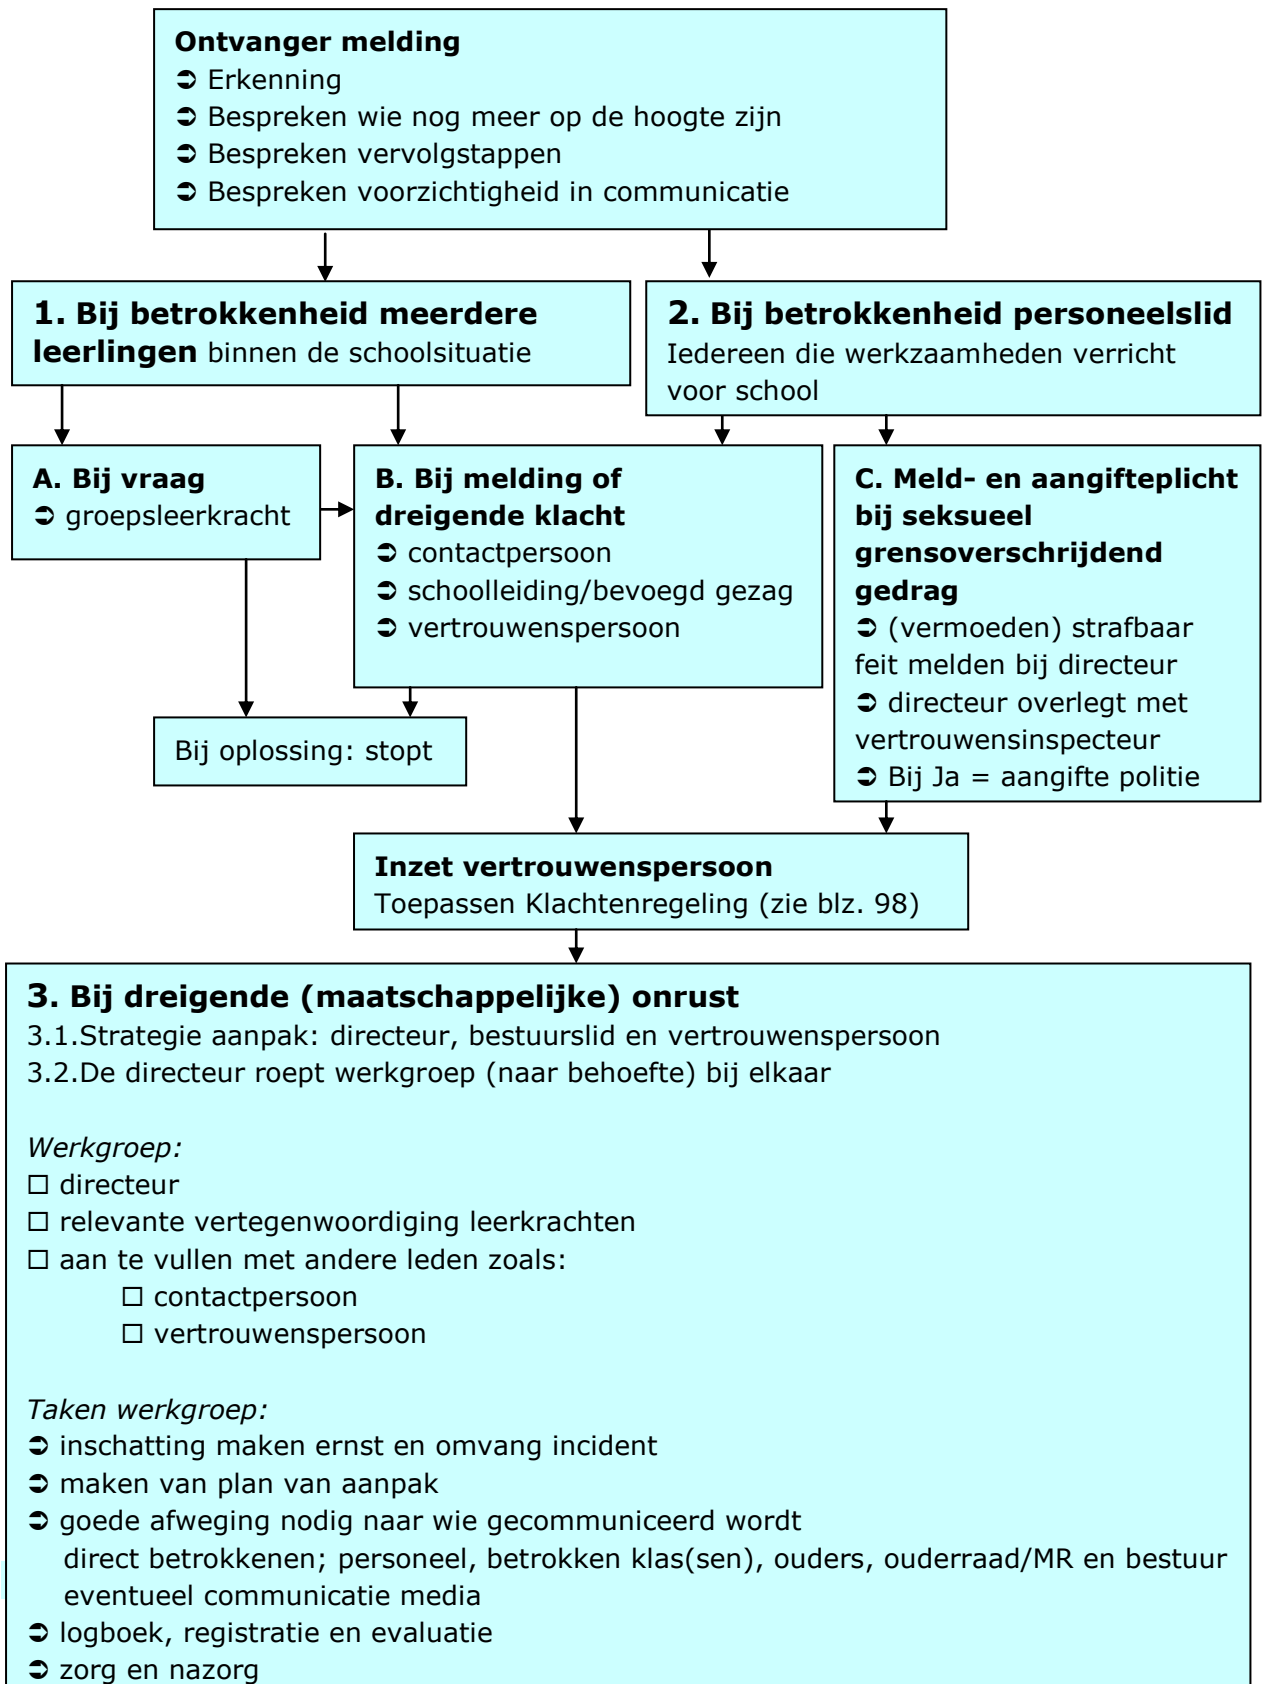 Ontvanger melding
➲ Erkenning
➲ Bespreken wie nog meer op de hoogte zijn
➲ Bespreken vervolgstappen
➲ Bespreken voorzichtigheid in communicatie
1. Bij betrokkenheid meerdere
leerlingen binnen de schoolsituatie
2. Bij betrokkenheid personeelslid
Iedereen die werkzaamheden verricht
voor school
A. Bij vraag
➲ groepsleerkracht
B. Bij melding of
dreigende klacht
➲ contactpersoon
➲ schoolleiding/bevoegd gezag
➲ vertrouwenspersoon
C. Meld- en aangifteplicht
bij seksueel
grensoverschrijdend
gedrag
➲ (vermoeden) strafbaar
feit melden bij directeur
➲ directeur overlegt met
vertrouwensinspecteur
➲ Bij Ja = aangifte politie
Bij oplossing: stopt
Inzet vertrouwenspersoon
Toepassen Klachtenregeling (zie blz. 98)
3. Bij dreigende (maatschappelijke) onrust
3.1.Strategie aanpak: directeur, bestuurslid en vertrouwenspersoon
3.2.De directeur roept werkgroep (naar behoefte) bij elkaar
Werkgroep:
☐ directeur
☐ relevante vertegenwoordiging leerkrachten
☐ aan te vullen met andere leden zoals:
☐ contactpersoon
☐ vertrouwenspersoon
Taken werkgroep:
➲ inschatting maken ernst en omvang incident
➲ maken van plan van aanpak
➲ goede afweging nodig naar wie gecommuniceerd wordt
direct betrokkenen; personeel, betrokken klas(sen), ouders, ouderraad/MR en bestuur
eventueel communicatie media
➲ logboek, registratie en evaluatie
➲ zorg en nazorg